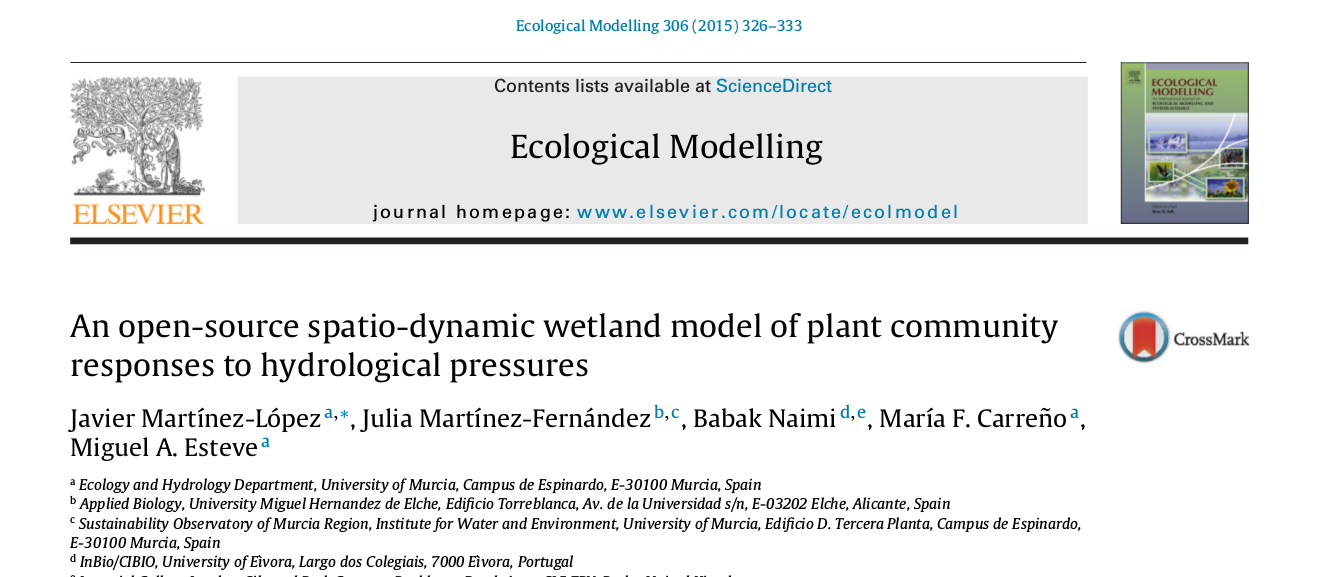 Ecological Modelling 306 (2015) 326–333
Contents lists available at ScienceDirect
Ecological Modelling
journal homepage: www.elsevier.com/locate/ecolmodel
ELSEVIER
ECOLOGICAL
MODELLING
An open-source spatio-dynamic wetland model of plant community
responses to hydrological pressures
CrossMark
Javier Martínez-López a,∗, Julia Martínez-Fernández b,c, Babak Naimi d,e, María F. Carreño a,
Miguel A. Esteve a
a Ecology and Hydrology Department, University of Murcia, Campus de Espinardo, E-30100 Murcia, Spain
b Applied Biology, University Miguel Hernandez de Elche, Edificio Torreblanca, Av. de la Universidad s/n, E-03202 Elche, Alicante, Spain
c Sustainability Observatory of Murcia Region, Institute for Water and Environment, University of Murcia, Edificio D. Tercera Planta, Campus de Espinardo,
E-30100 Murcia, Spain
d InBio/CIBIO, University of Eìvora, Largo dos Colegiais, 7000 Eìvora, Portugal